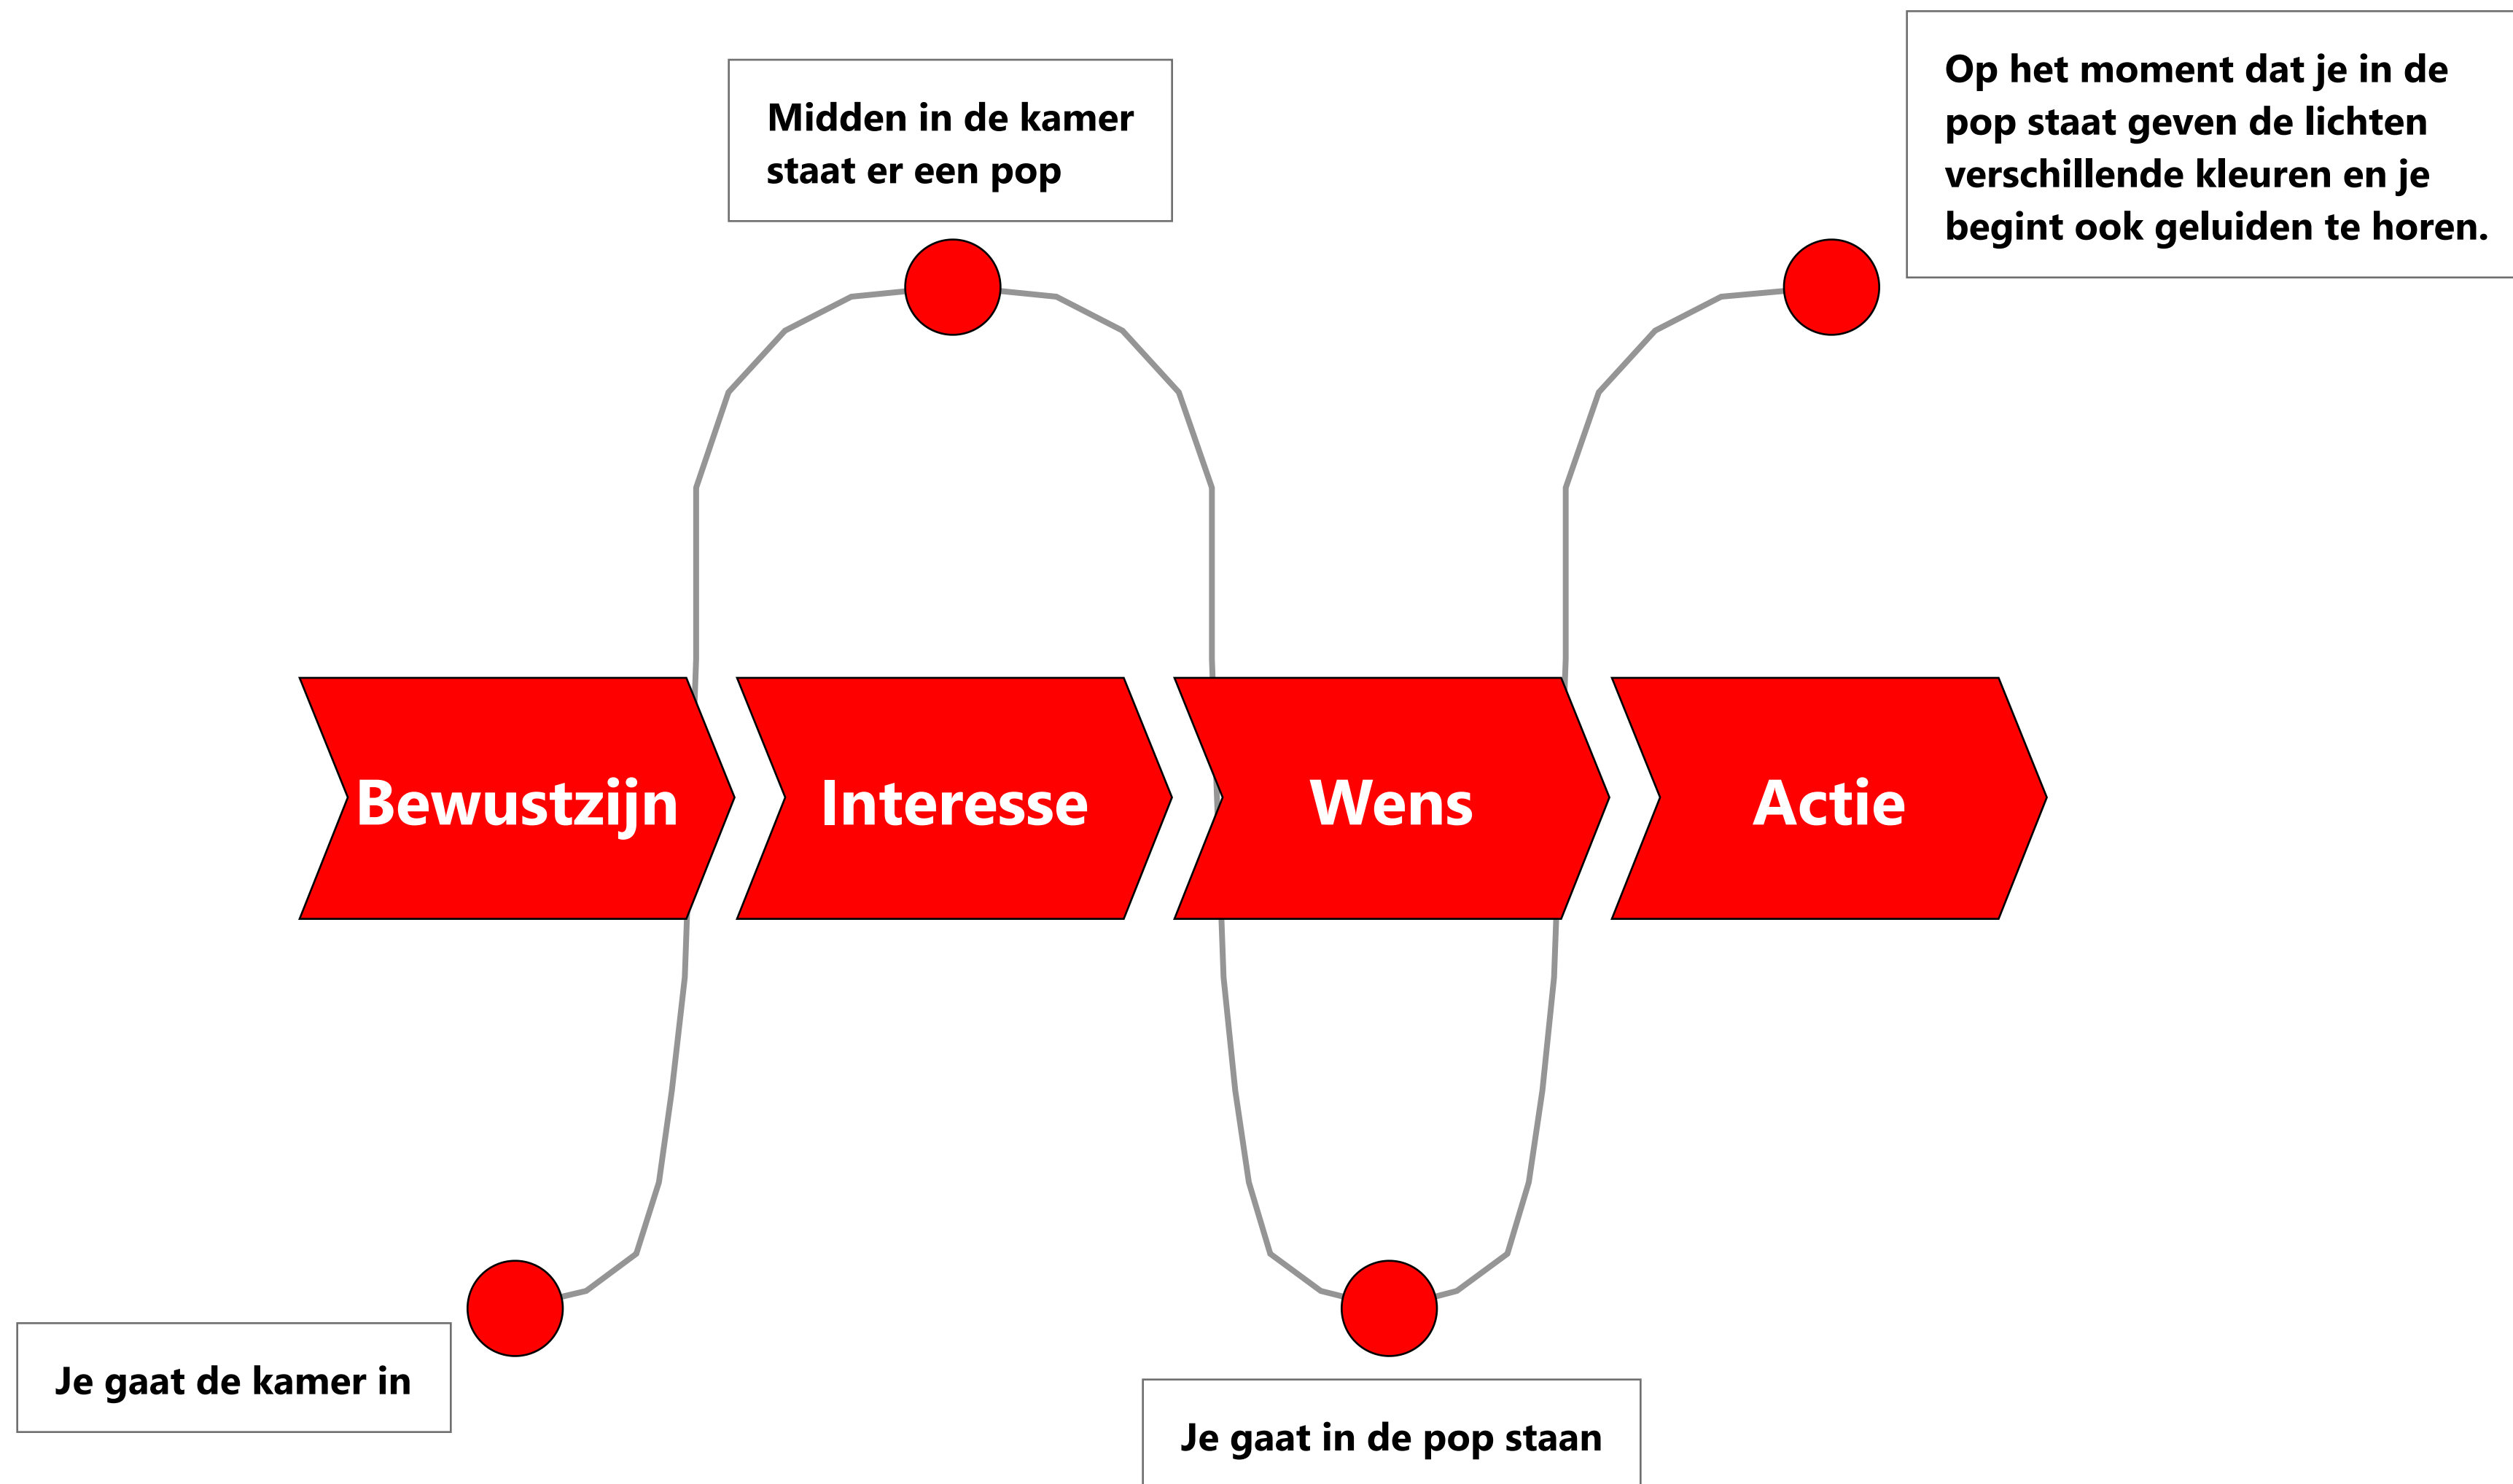 Op het moment dat je in de
pop staat geven de lichten
verschillende kleuren en je
begint ook geluiden te horen.
Midden in de kamer
staat er een pop
Bewustzijn
Interesse
Wens
Actie
Je gaat de kamer in
Je gaat in de pop staan